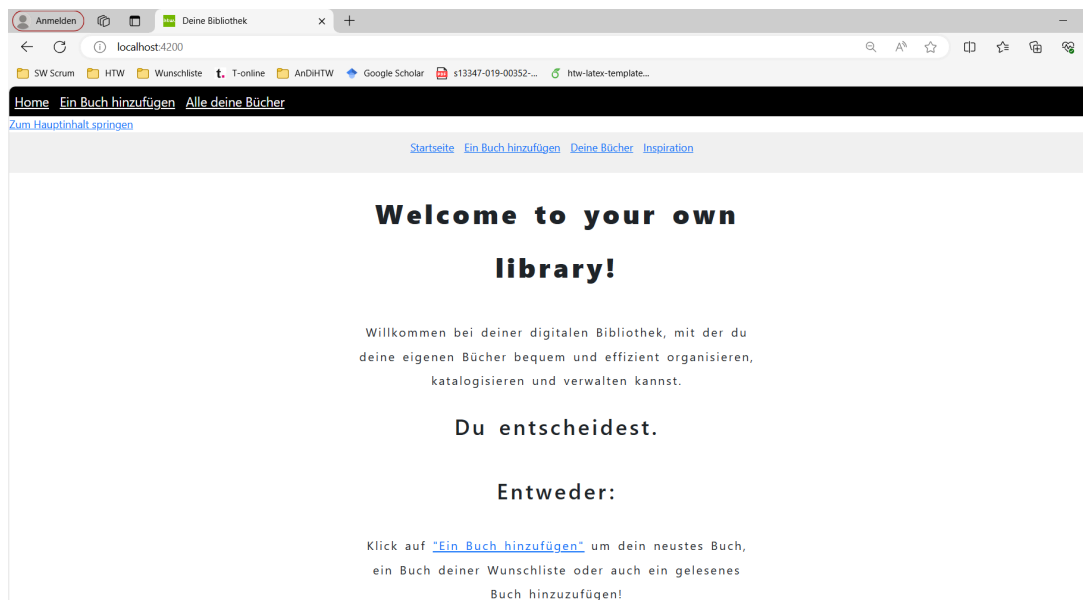 Anmelden
Deine Bibliothek
localhost:4200
SW Scrum HTW Wunschliste t. T-online AnDiHTW Google Scholar s13347-019-00352-... htw-latex-template...
Home Ein Buch hinzufügen Alle deine Bücher
Zum Hauptinhalt springen
Startseite Ein Buch hinzufügen Deine Bücher Inspiration
Welcome to your own
library!
Willkommen bei deiner digitalen Bibliothek, mit der du
deine eigenen Bücher bequem und effizient organisieren,
katalogisieren und verwalten kannst.
Du entscheidest.
Entweder:
Klick auf "Ein Buch hinzufügen" um dein neustes Buch,
ein Buch deiner Wunschliste oder auch ein gelesenes
Buch hinzuzufügen!